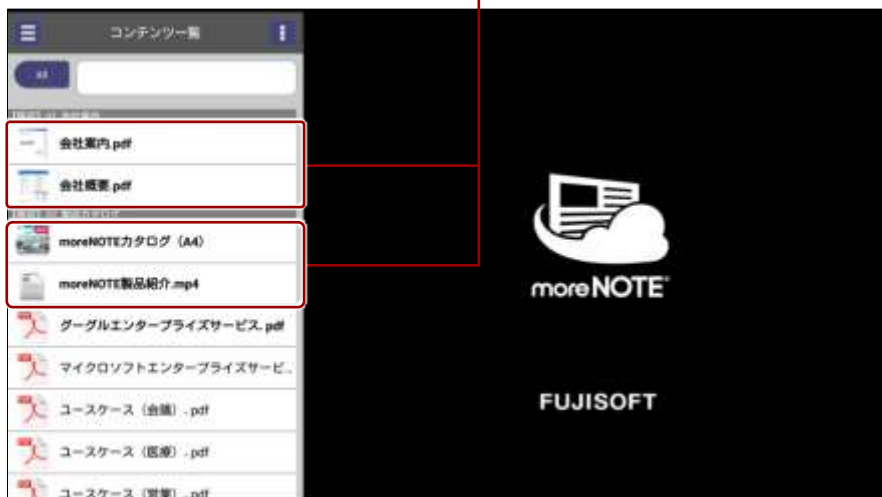 コンテンツ一覧
all
会社案内.pdf
会社概要.pdf
moreNOTEカタログ（A4）
moreNOTE製品紹介.mp4
グーグルエンタープライズサービス.pdf
マイクロソフトエンタープライズサービ...
ユースケース（会議）.pdf
ユースケース（医療）.pdf
ユースケース（営業）.pdf
moreNOTE
FUJISOFT